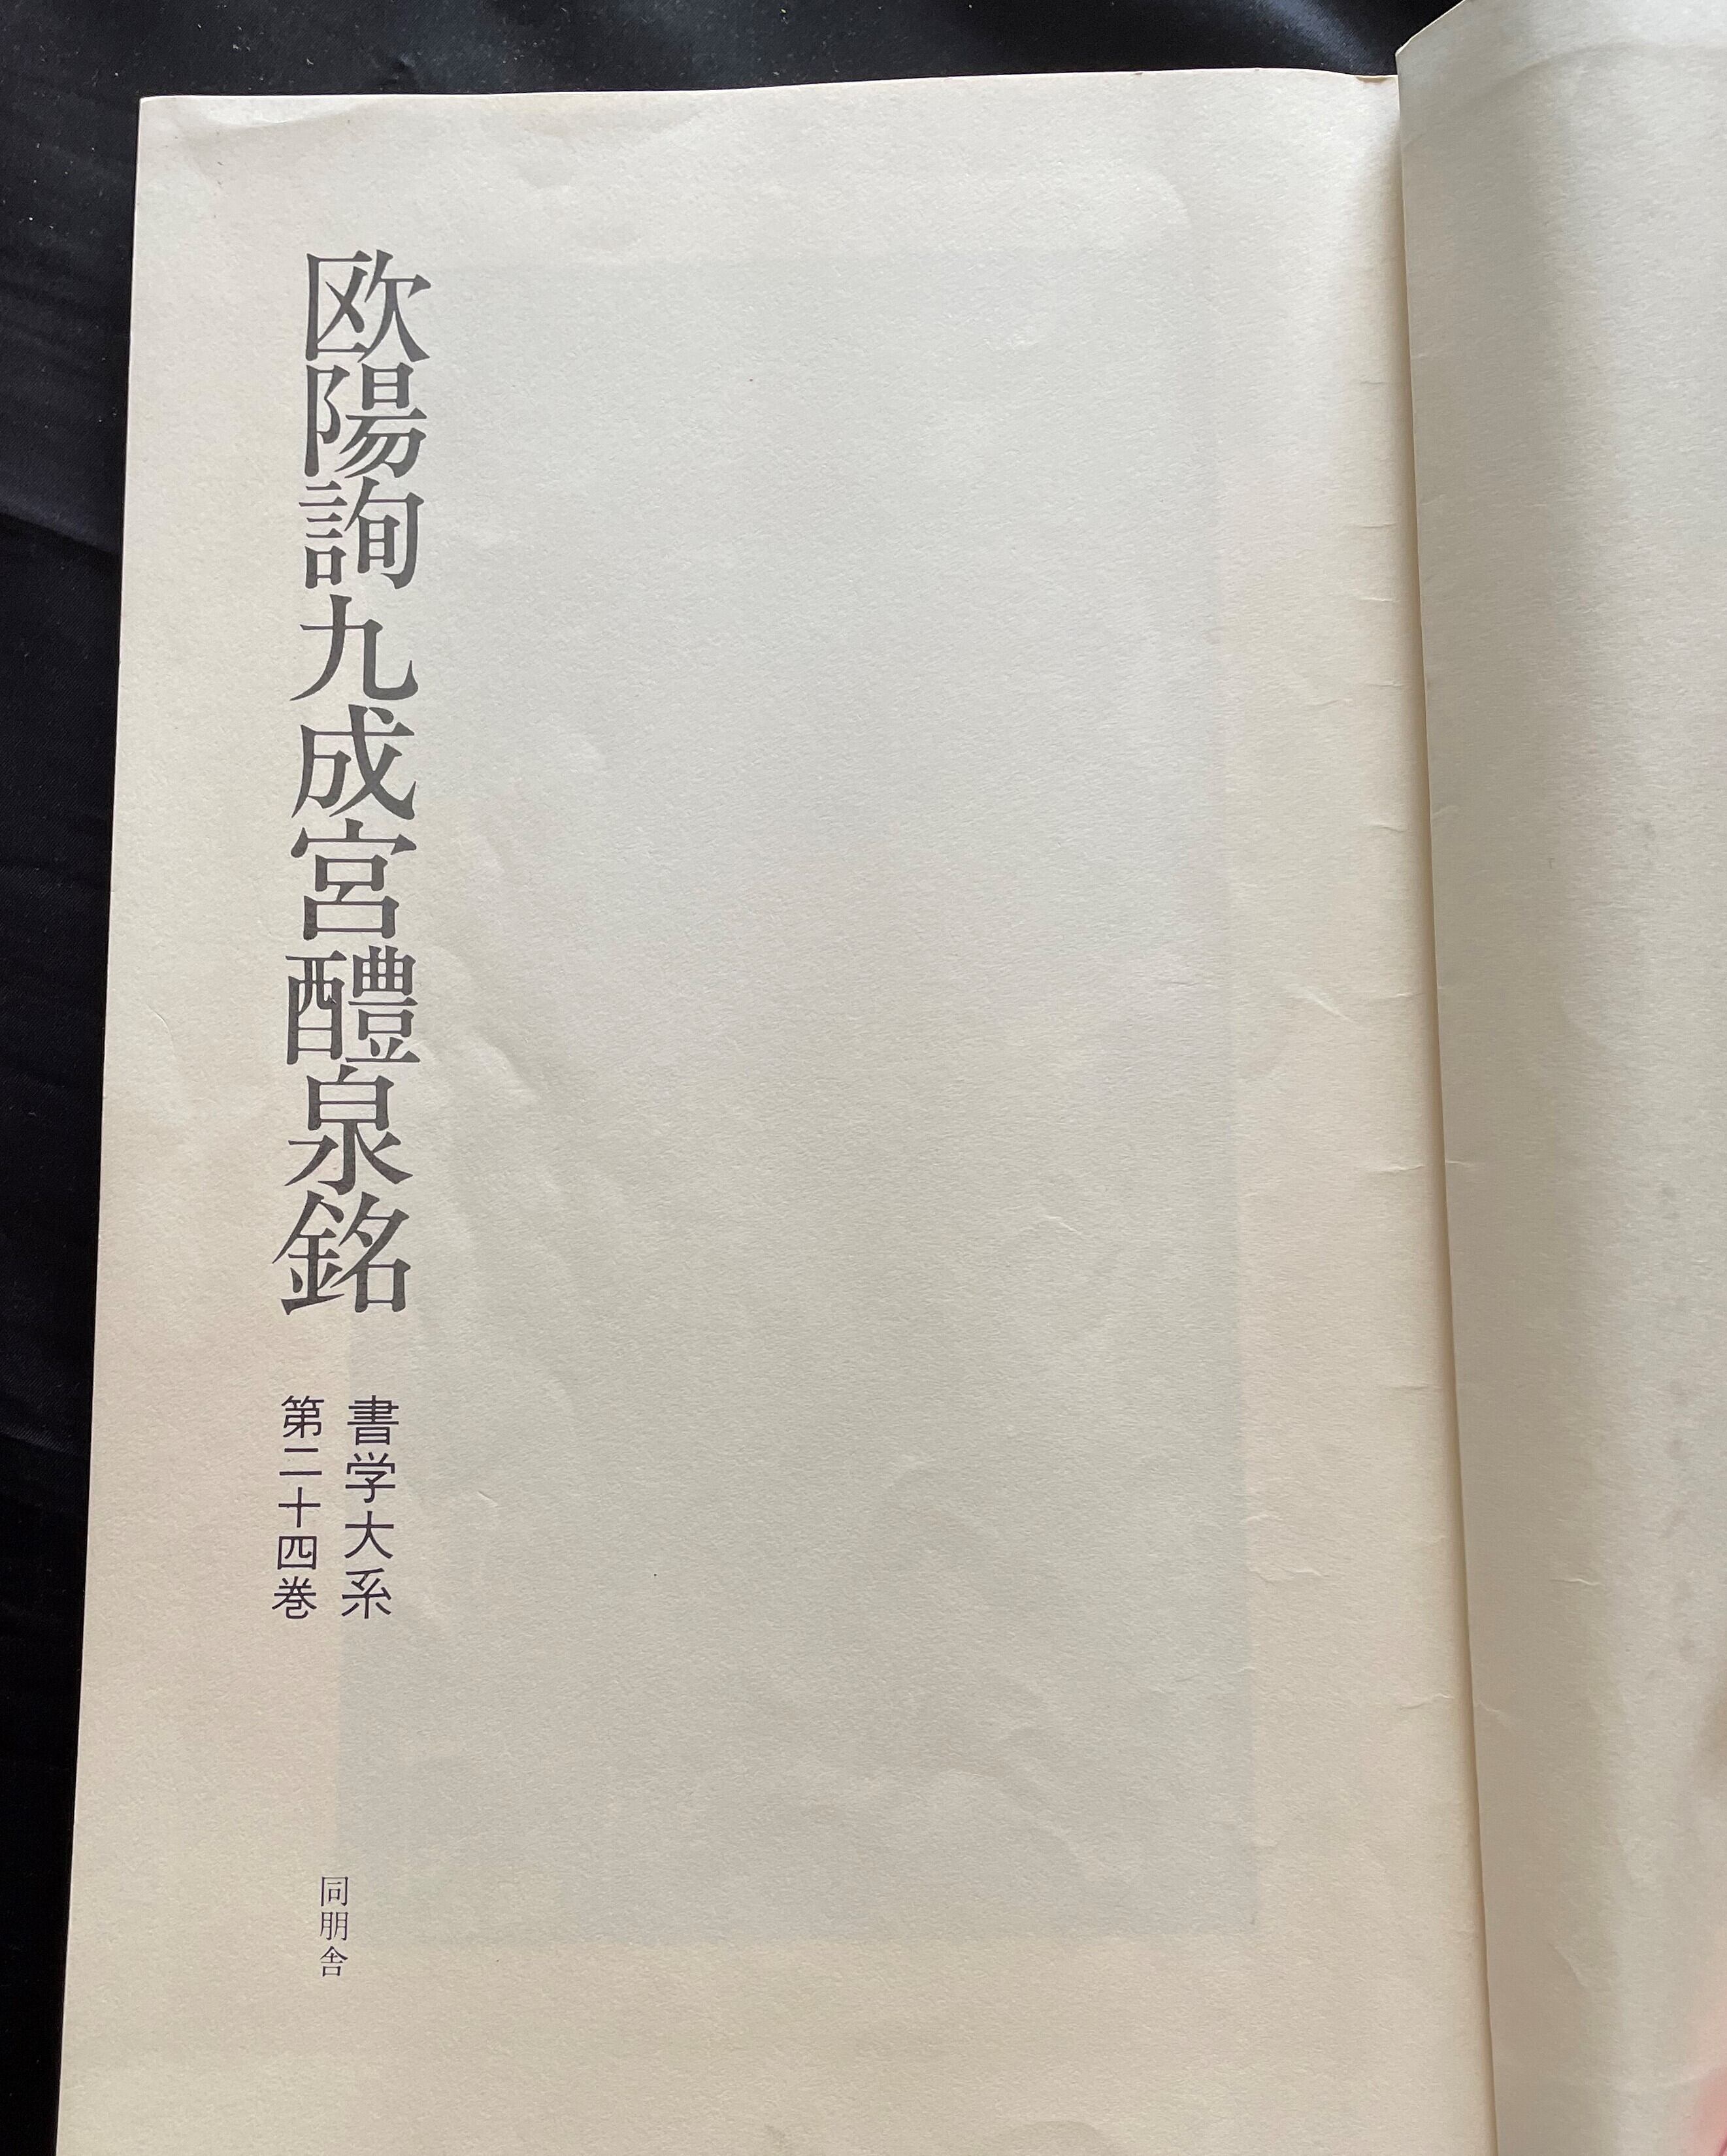 欧陽詢九成宮醴泉銘
書学大系
第二十四巻
同朋舎